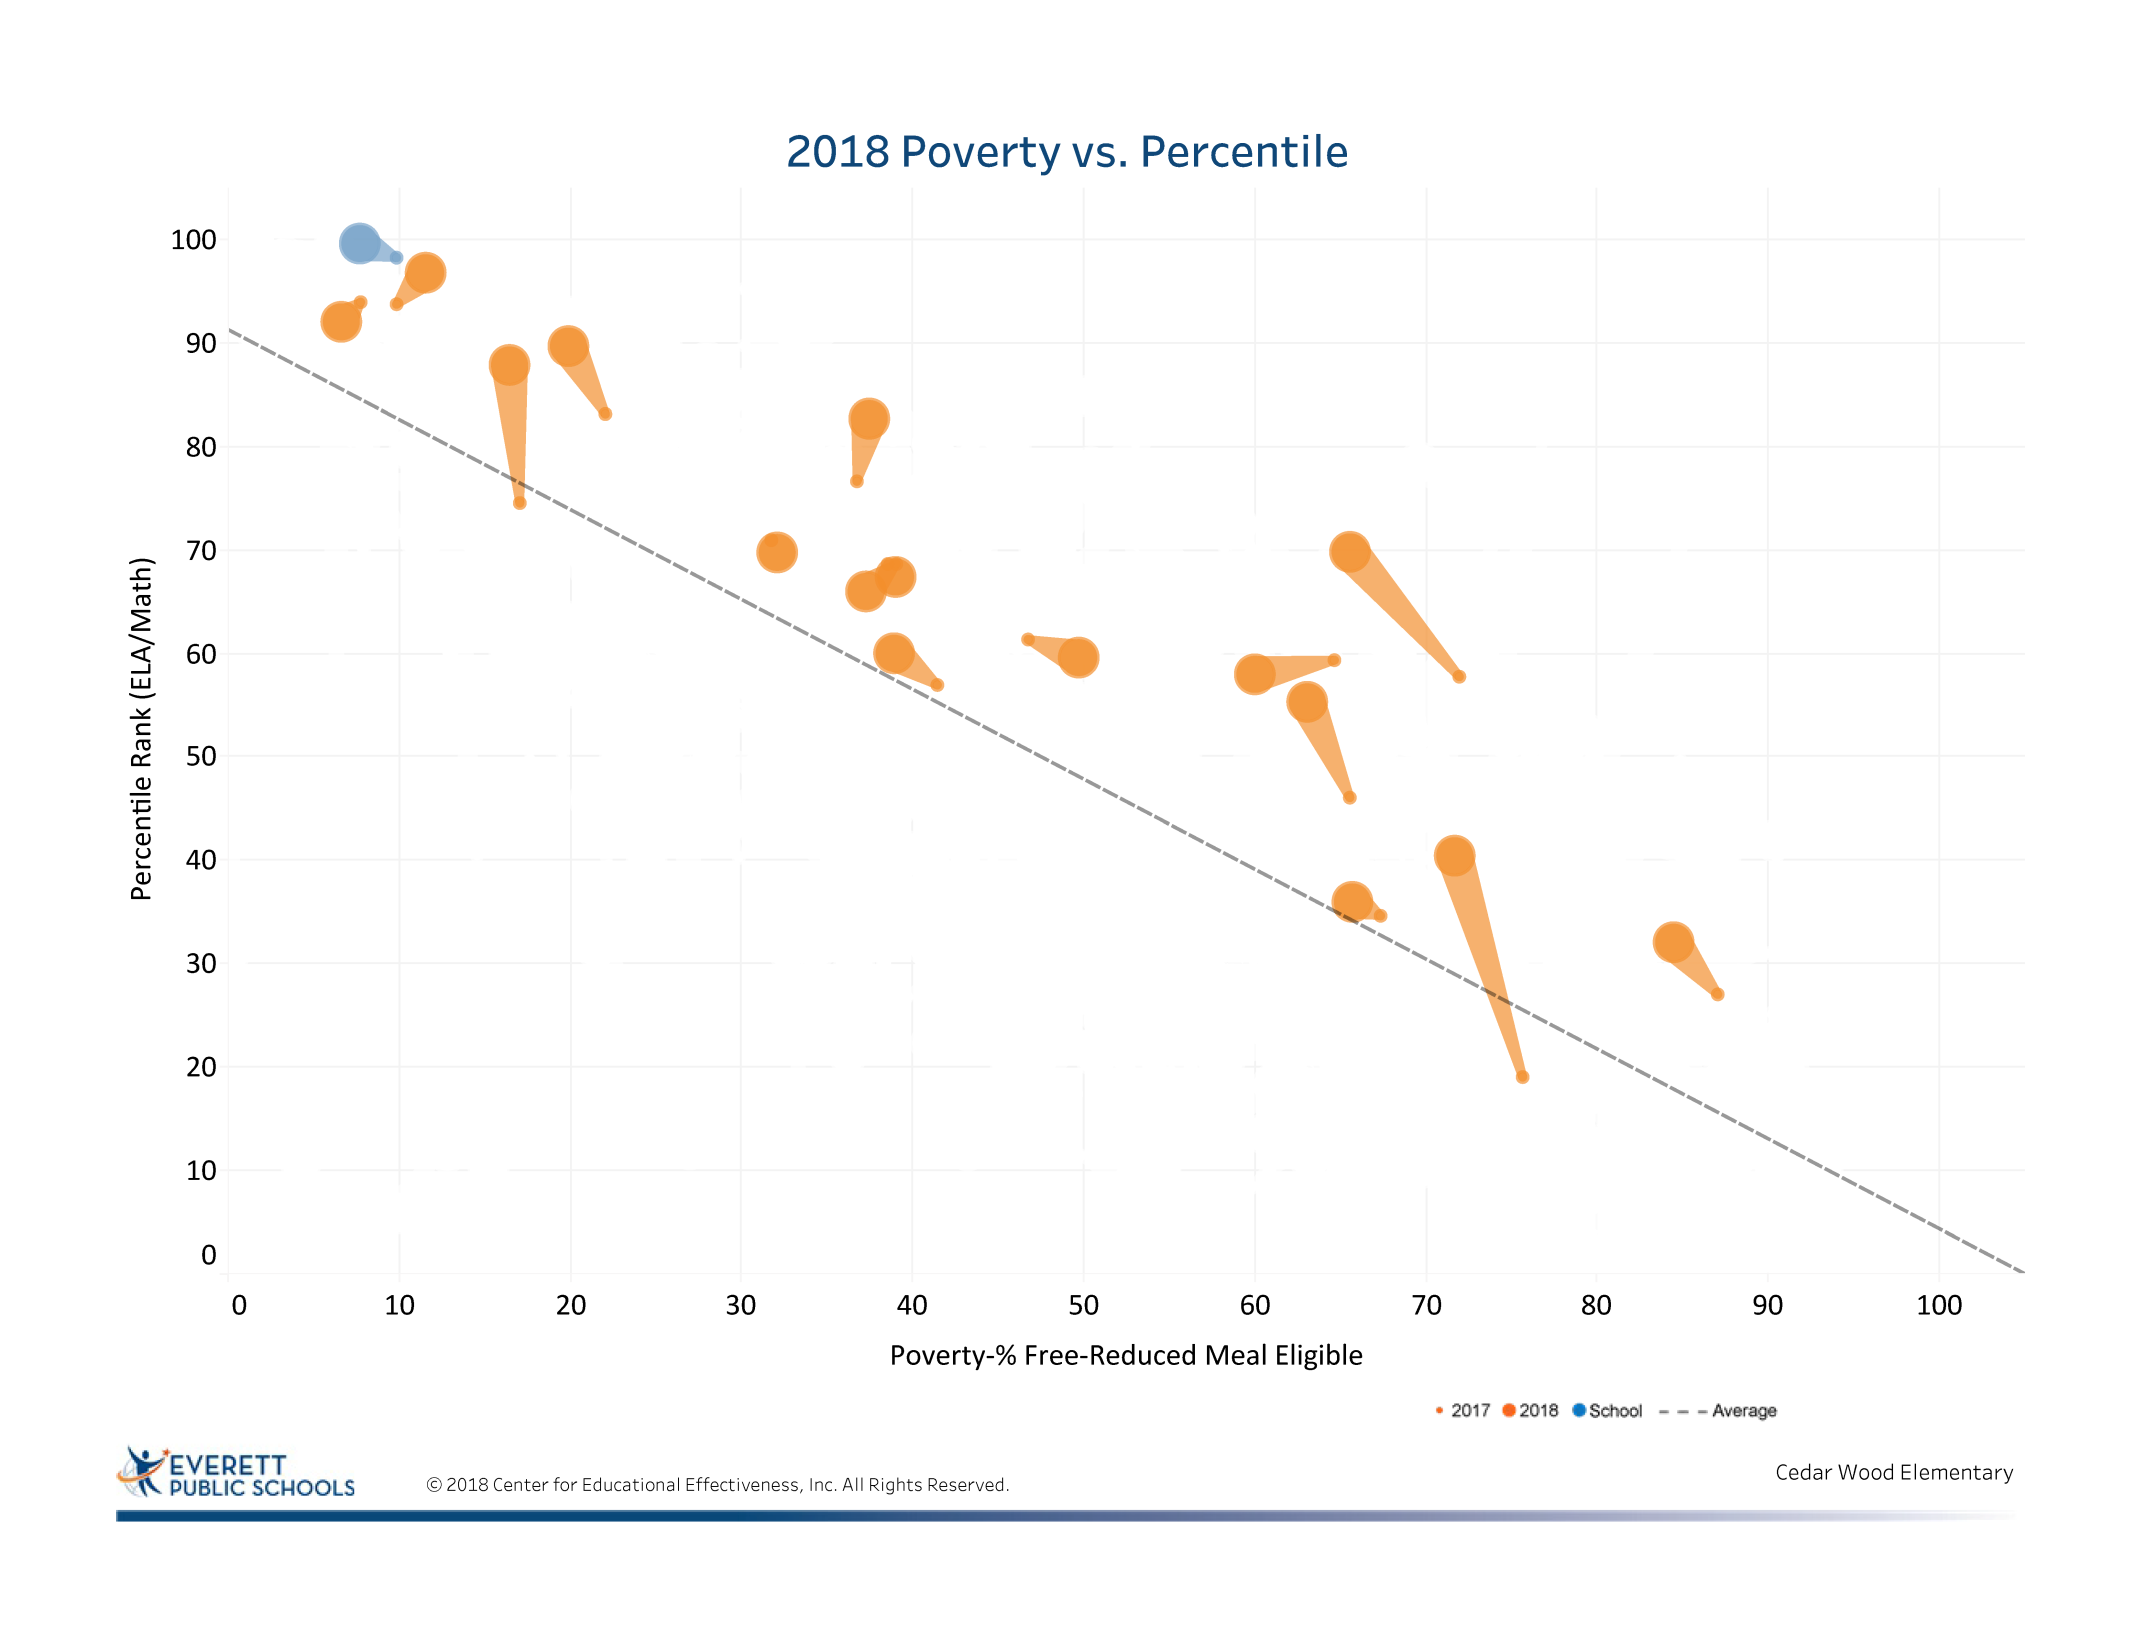 2018 Poverty vs. Percentile
100
90
80
70
60
50
40
30
20
10
0
Percentile Rank (ELA/Math)
0 10 20 30 40 50 60 70 80 90 100
Poverty-% Free-Reduced Meal Eligible
2017 2018 School Average
EVERETT
PUBLIC SCHOOLS
© 2018 Center for Educational Effectiveness, Inc. All Rights Reserved.
Cedar Wood Elementary